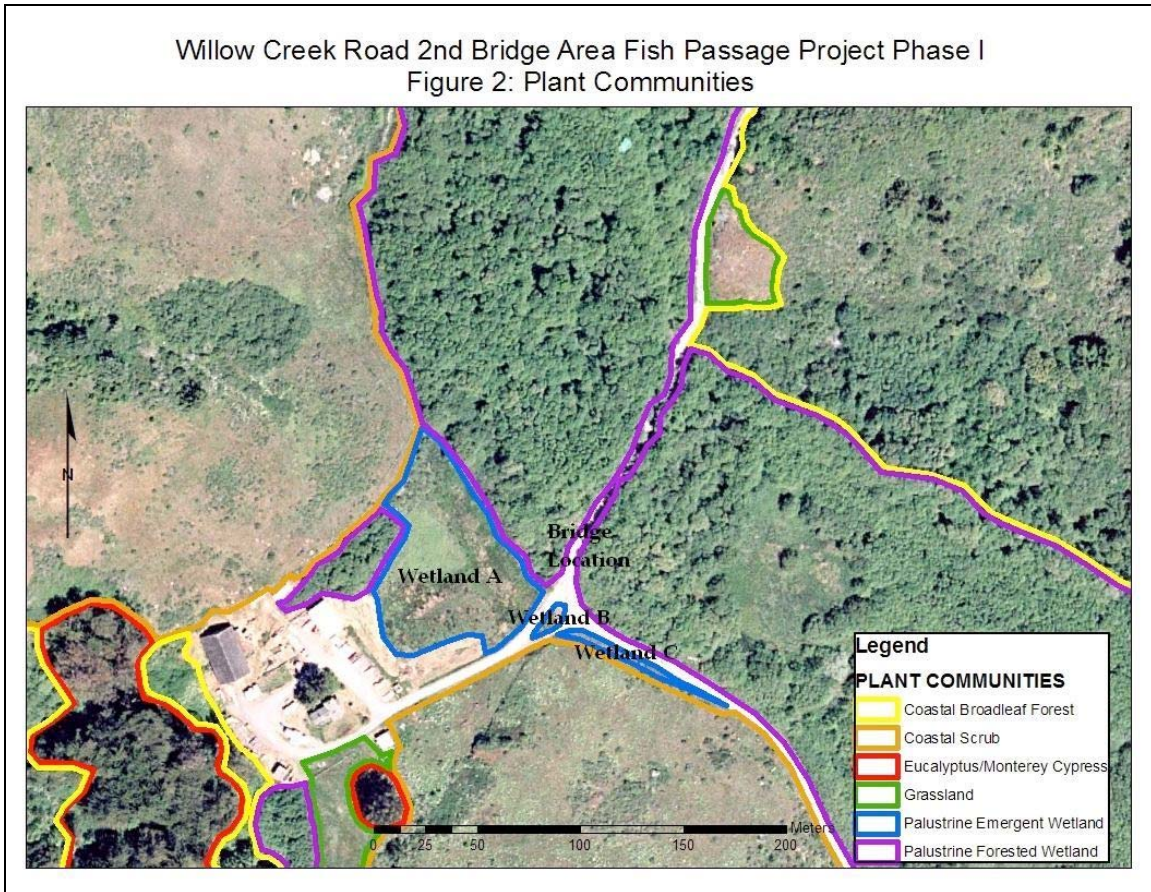 Willow Creek Road 2nd Bridge Area Fish Passage Project Phase I
Figure 2: Plant Communities
N
Bridge
Location
Wetland A
Wetland B
Wetland C
Legend
PLANT COMMUNITIES
Coastal Broadleaf Forest
Coastal Scrub
Eucalyptus/Monterey Cypress
Grassland
Palustrine Emergent Wetland
Palustrine Forested Wetland
Meters
0 25 50 100 150 200